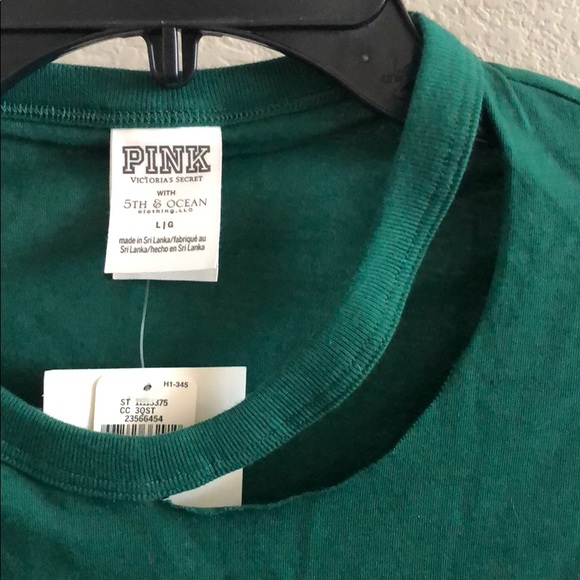 PINK
VICTORIA'S SECRET
WITH
5TH & OCEAN
clothing, LLC
L|G
made in Sri Lanka/fabriqué au
Sri Lanka/hecho en Sri Lanka
H1-345
ST
CC 3QST
23566454